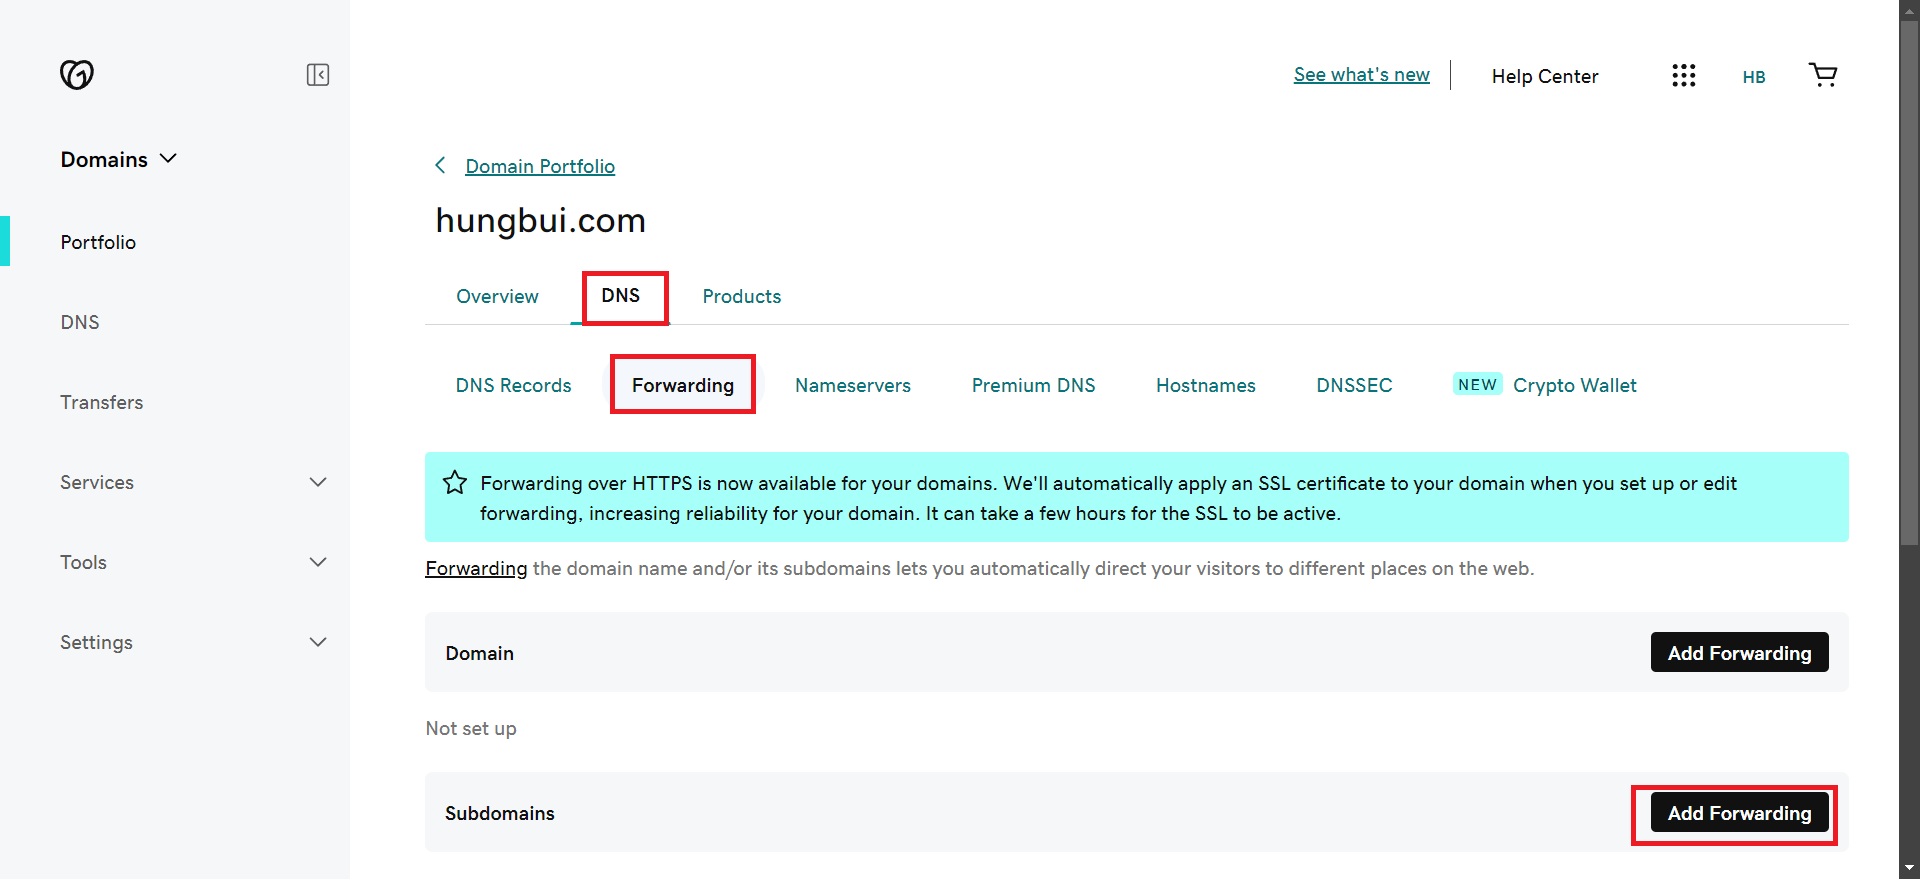 See what's new
Help Center
HB
Domains
Portfolio
DNS
Transfers
Services
Tools
Settings
Domain Portfolio
hungbui.com
Overview
DNS
Products
DNS Records
Forwarding
Nameservers
Premium DNS
Hostnames
DNSSEC
NEW Crypto Wallet
Forwarding over HTTPS is now available for your domains. We'll automatically apply an SSL certificate to your domain when you set up or edit
forwarding, increasing reliability for your domain. It can take a few hours for the SSL to be active.
Forwarding the domain name and/or its subdomains lets you automatically direct your visitors to different places on the web.
Domain
Add Forwarding
Not set up
Subdomains
Add Forwarding